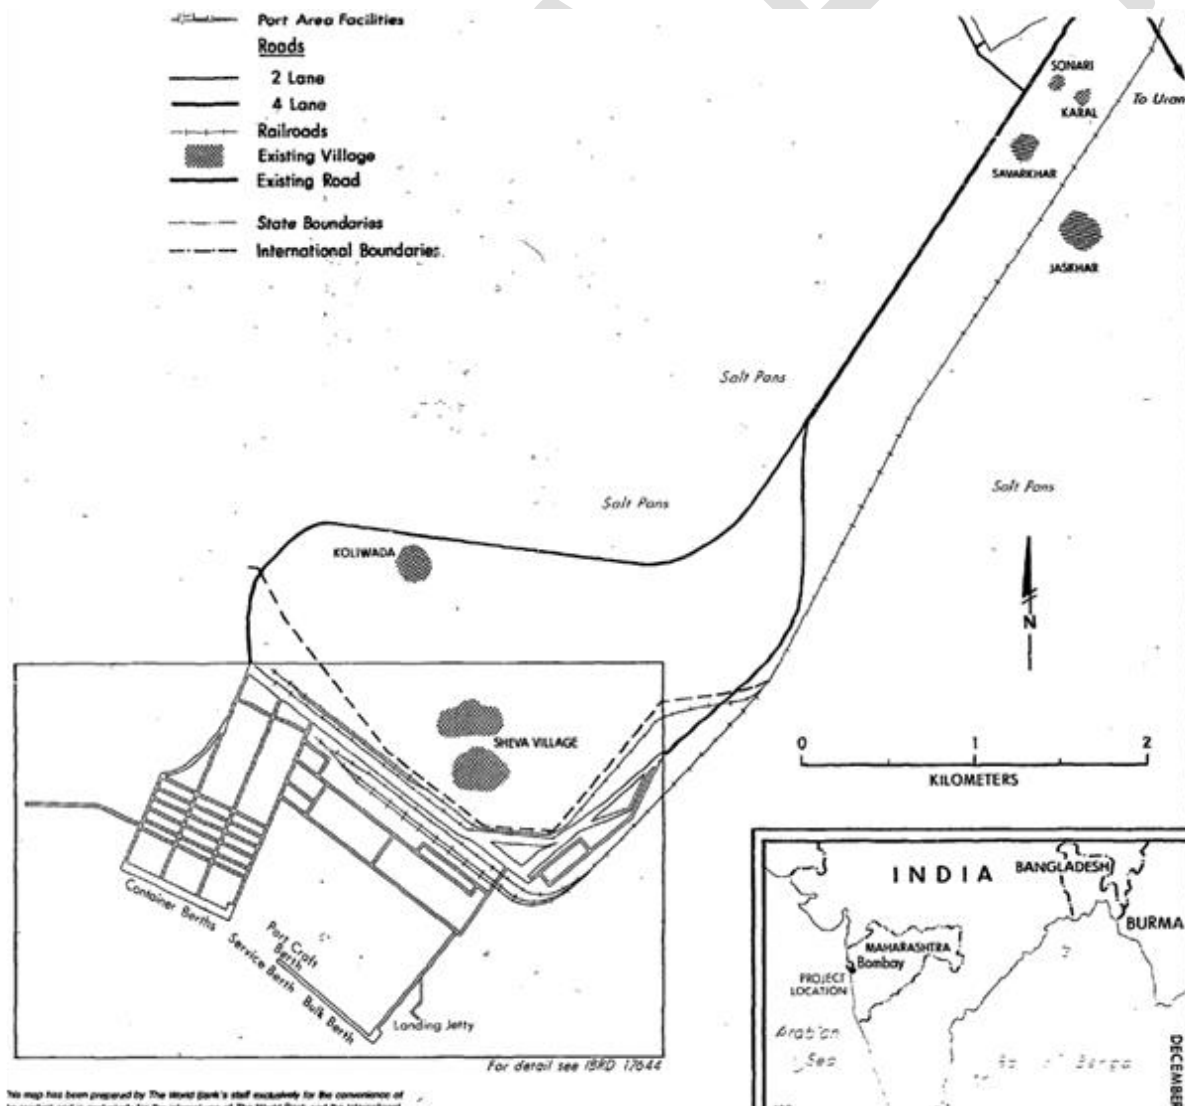 Port Area Facilities
Roads
2 Lane
4 Lane
Railroads
Existing Village
Existing Road
State Boundaries
International Boundaries
SONARI
KARAL
To Uran
SAVARKHAR
JASKHAR
Salt Pans
Salt Pans
Salt Pans
KOLIWADA
N
SHEVA VILLAGE
0 1 2
KILOMETERS
Container Berths
Port Craft
Berth
Service Berth
Bulk Berth
Landing Jetty
For detail see IBRD 17644
INDIA
BANGLADESH
BURMA
MAHARASHTRA
Bombay
PROJECT
LOCATION
Arabian
Sea
DECEMBER
This map has been prepared by The World Bank's staff exclusively for the convenience of